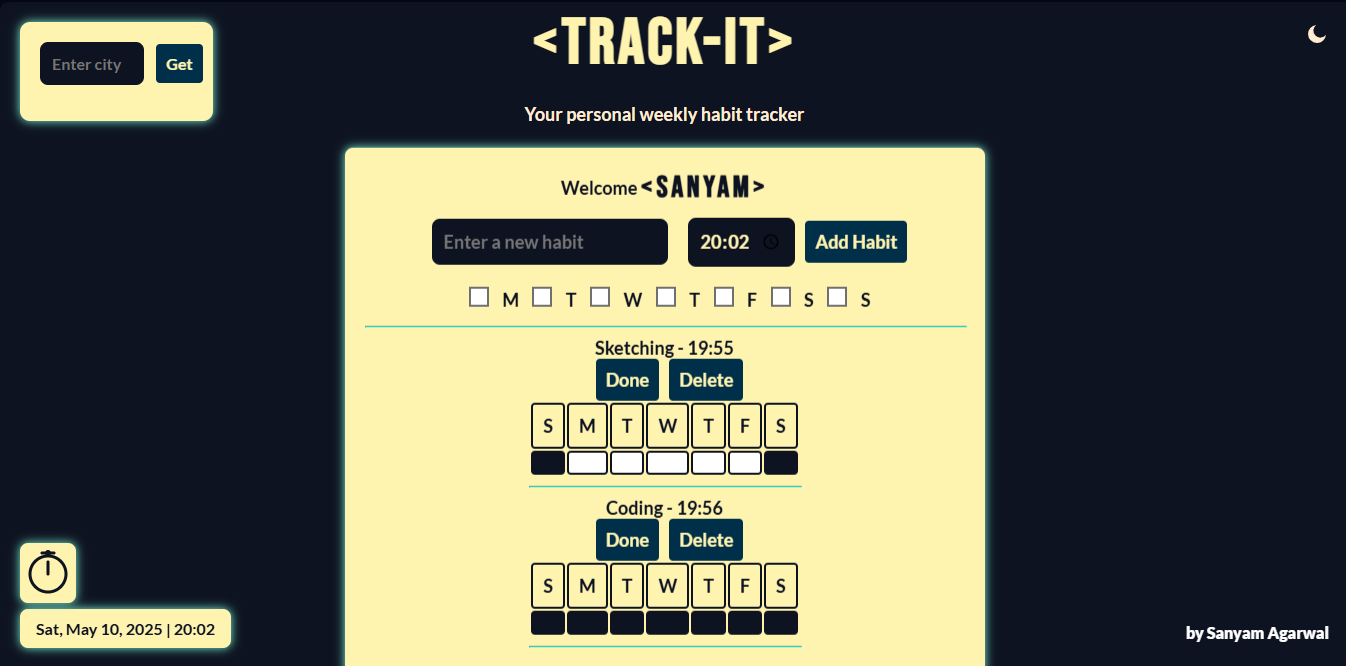 <TRACK-IT>
Enter city Get
Your personal weekly habit tracker
Welcome <SANYAM>
Enter a new habit 20:02 Add Habit
M T W T F S S
Sketching - 19:55
Done Delete
S M T W T F S
Coding - 19:56
Done Delete
S M T W T F S
Sat, May 10, 2025 | 20:02
by Sanyam Agarwal